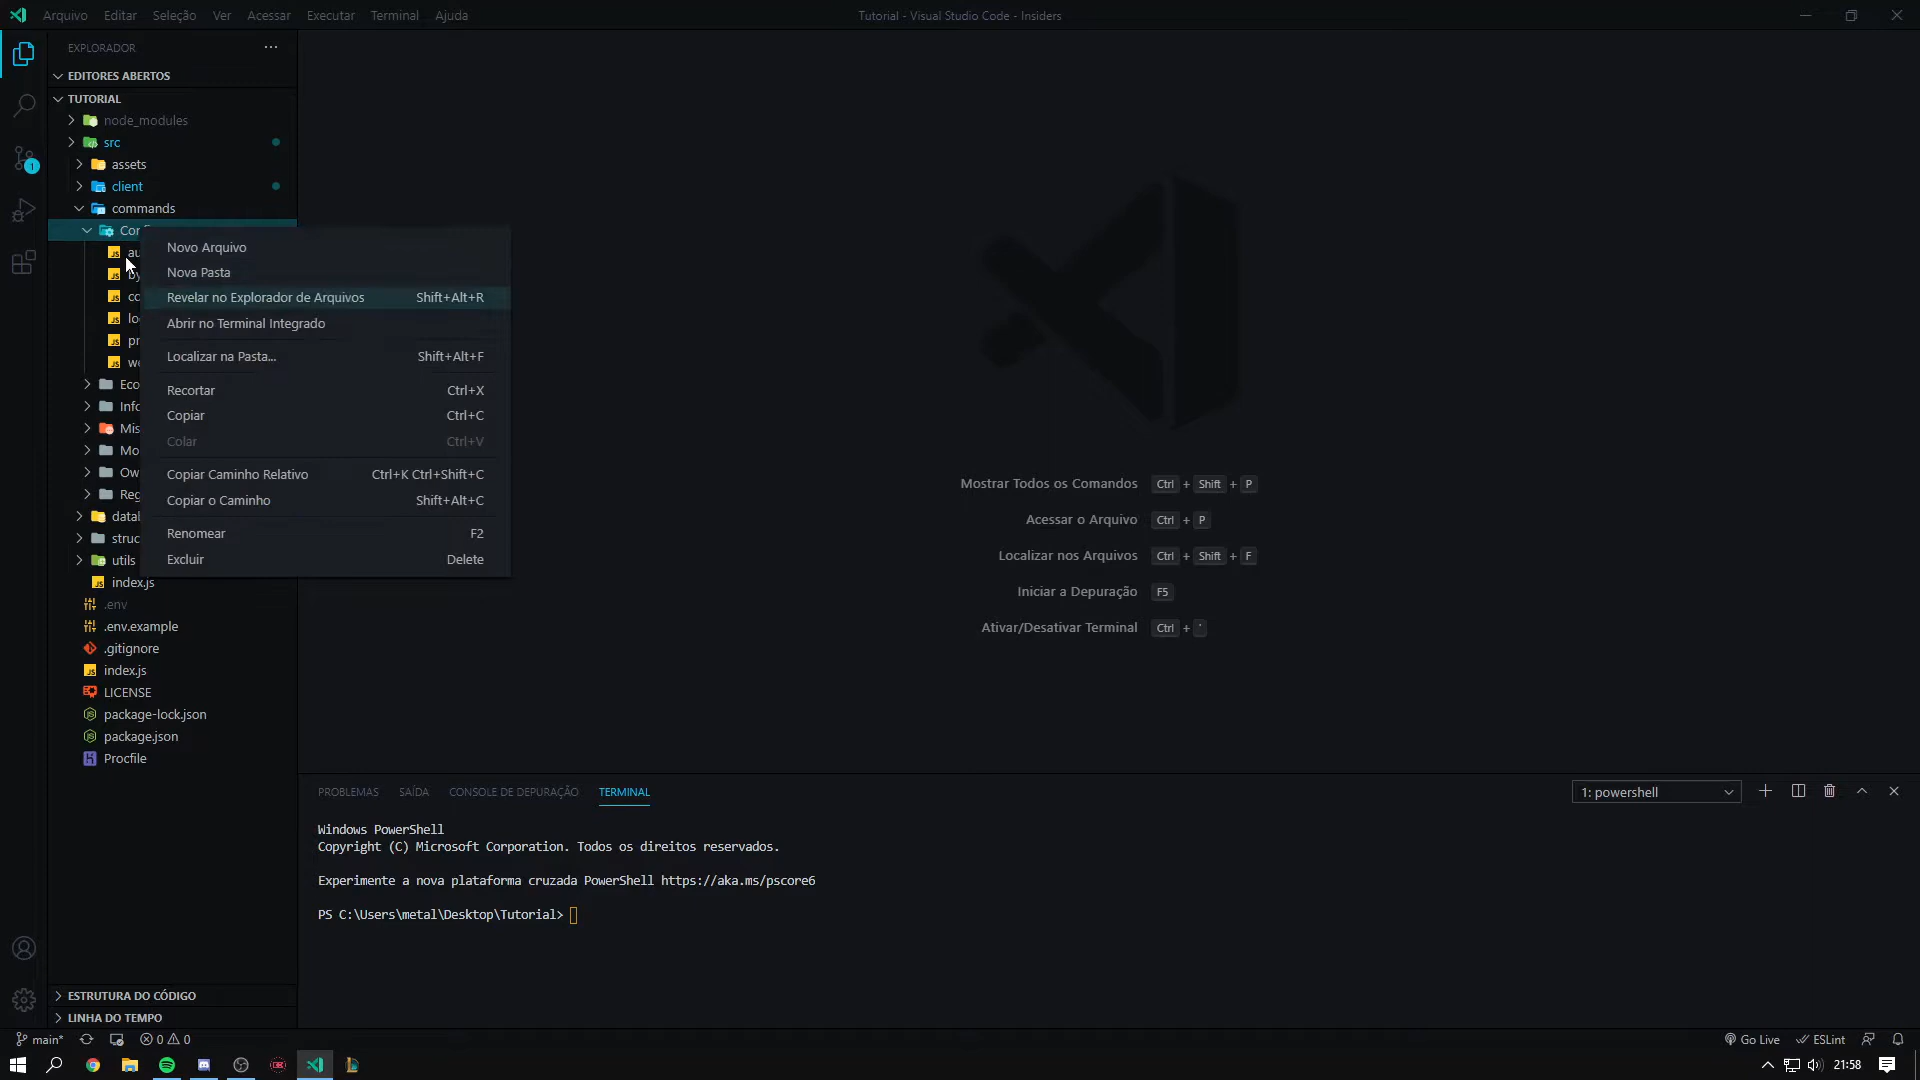 Arquivo Editar Seleção Ver Acessar Executar Terminal Ajuda
Tutorial - Visual Studio Code - Insiders
EXPLORADOR
EDITORES ABERTOS
TUTORIAL
node_modules
src
assets
client
commands
Novo Arquivo
Nova Pasta
Revelar no Explorador de Arquivos Shift+Alt+R
Abrir no Terminal Integrado
Localizar na Pasta... Shift+Alt+F
Recortar Ctrl+X
Copiar Ctrl+C
Colar Ctrl+V
Copiar Caminho Relativo Ctrl+K Ctrl+Shift+C
Copiar o Caminho Shift+Alt+C
Renomear F2
Excluir Delete
Eco
Info
Mis
Mo
Ow
Reg
struc
utils
index.js
.env
.env.example
.gitignore
index.js
LICENSE
package-lock.json
package.json
Procfile
ESTRUTURA DO CÓDIGO
LINHA DO TEMPO
Mostrar Todos os Comandos Ctrl + Shift + P
Acessar o Arquivo Ctrl + P
Localizar nos Arquivos Ctrl + Shift + F
Iniciar a Depuração F5
Ativar/Desativar Terminal Ctrl + '
PROBLEMAS SAÍDA CONSOLE DE DEPURAÇÃO TERMINAL
1: powershell
Windows PowerShell
Copyright (C) Microsoft Corporation. Todos os direitos reservados.
Experimente a nova plataforma cruzada PowerShell https://aka.ms/pscore6
PS C:\Users\metal\Desktop\Tutorial>
main* 0 0
Go Live ESLint
21:58